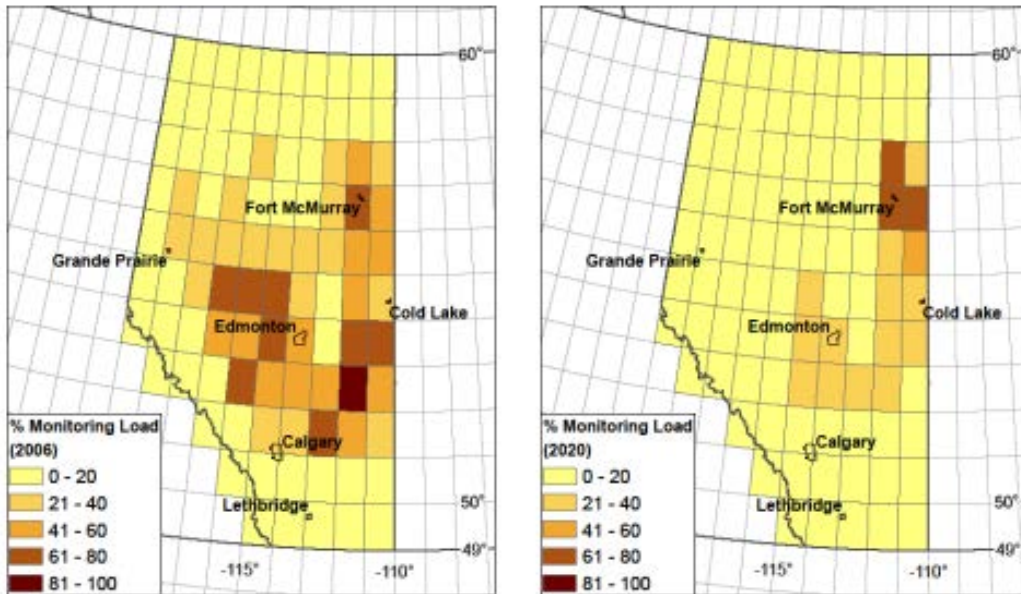 60°
Fort McMurray
Grande Prairie
Cold Lake
Edmonton
% Monitoring Load
(2006)
Calgary
0 - 20
21 - 40
Lethbridge
50°
41 - 60
61 - 80
49°
81 - 100
-115°
-110°
60°
Fort McMurray
Grande Prairie
Cold Lake
Edmonton
% Monitoring Load
(2020)
Calgary
0 - 20
21 - 40
Lethbridge
50°
41 - 60
61 - 80
49°
81 - 100
-115°
-110°